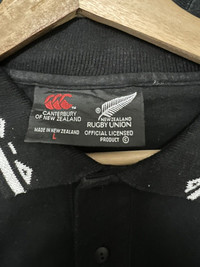 CANTERBURY
OF NEW ZEALAND
MADE IN NEW ZEALAND
L
®
NEW ZEALAND
RUGBY UNION
OFFICIAL LICENSED
PRODUCT ©